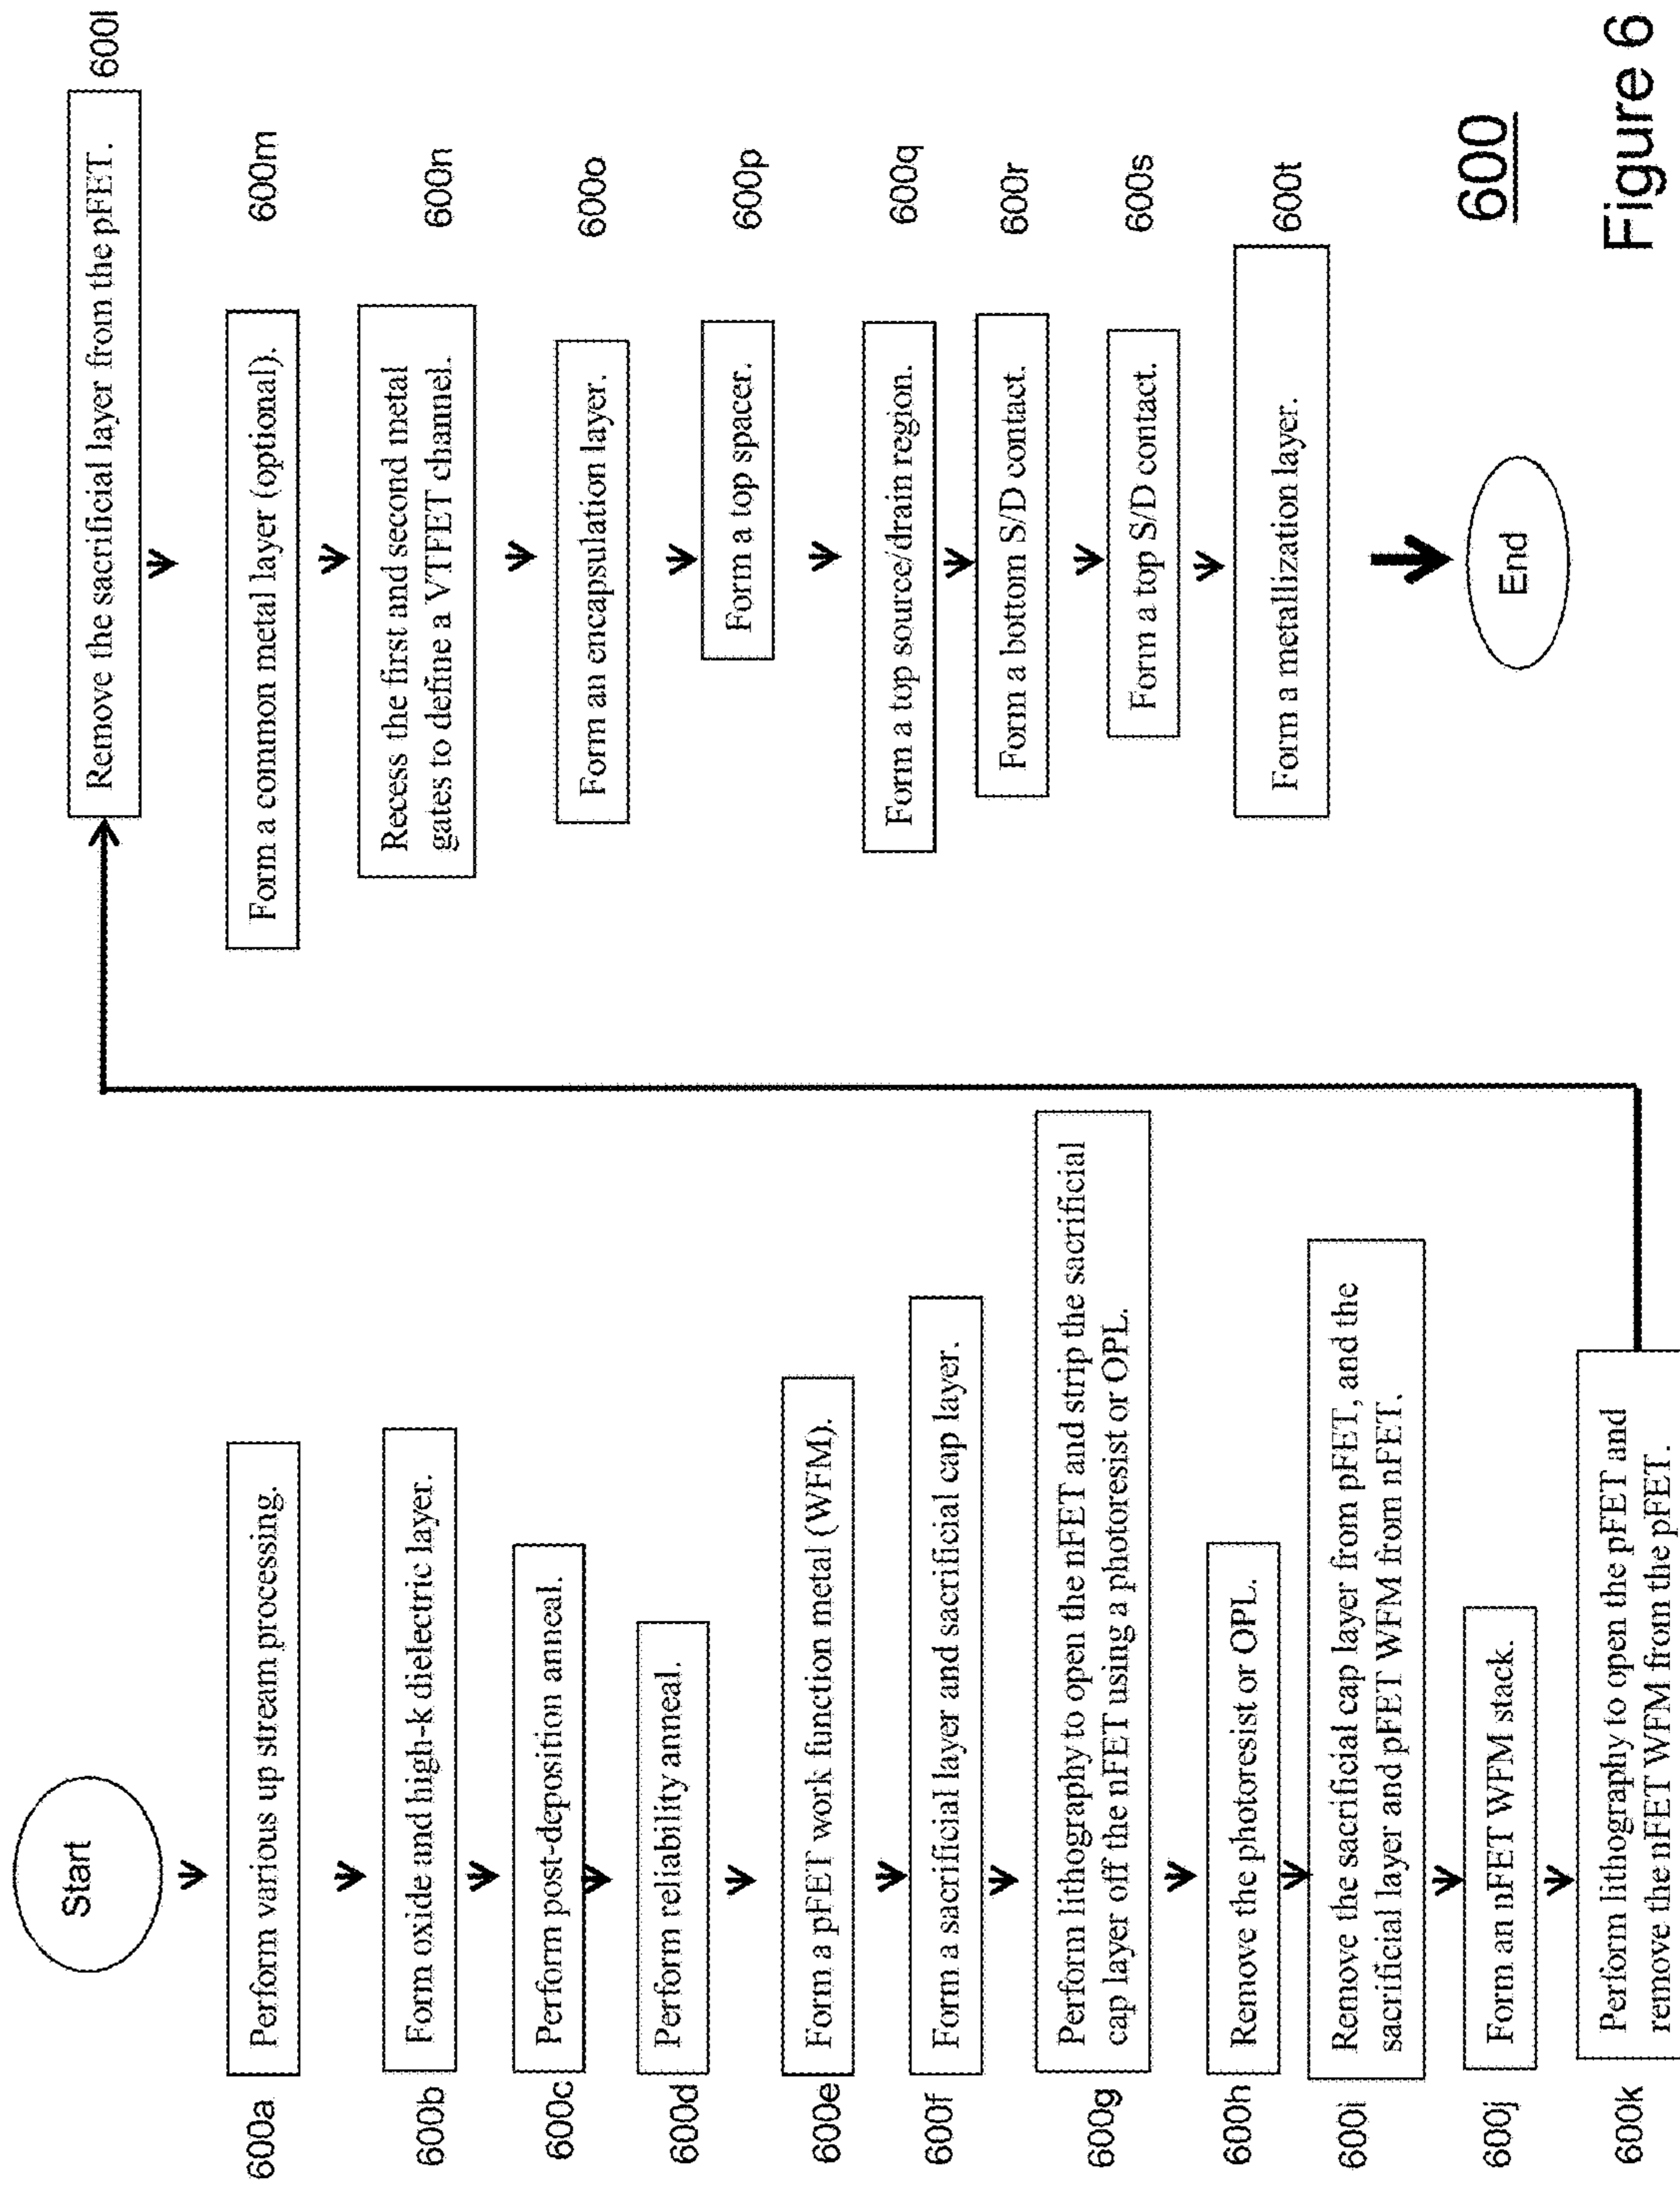 Start
600a
Perform various up stream processing.
600b
Form oxide and high-k dielectric layer.
600c
Perform post-deposition anneal.
600d
Perform reliability anneal.
600e
Form a pFET work function metal (WFM).
600f
Form a sacrificial layer and sacrificial cap layer.
600g
Perform lithography to open the nFET and strip the sacrificial
cap layer off the nFET using a photoresist or OPL.
600h
Remove the photoresist or OPL.
600i
Remove the sacrificial cap layer from pFET, and the
sacrificial layer and pFET WFM from nFET.
600j
Form an nFET WFM stack.
600k
Perform lithography to open the pFET and
remove the nFET WFM from the pFET.
Remove the sacrificial layer from the pFET.
600l
Form a common metal layer (optional).
600m
Recess the first and second metal
gates to define a VTFET channel.
600n
Form an encapsulation layer.
600o
Form a top spacer.
600p
Form a top source/drain region.
600q
Form a bottom S/D contact.
600r
Form a top S/D contact.
600s
Form a metallization layer.
600t
End
600
Figure 6